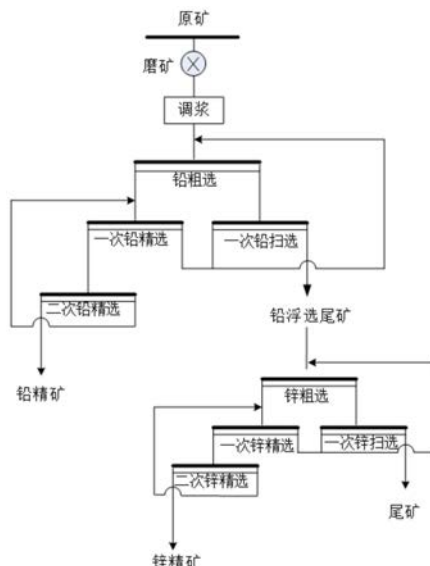 原矿
磨矿
调浆
铅粗选
一次铅精选
一次铅扫选
二次铅精选
铅浮选尾矿
铅精矿
锌粗选
一次锌精选
一次锌扫选
二次锌精选
尾矿
锌精矿